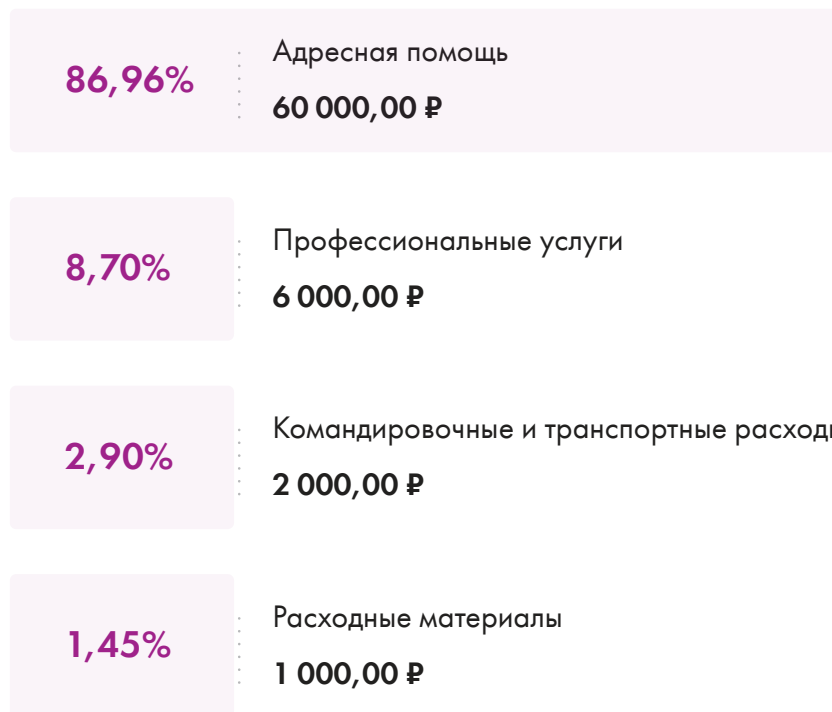 86,96%
Адресная помощь
60 000,00 ₽
8,70%
Профессиональные услуги
6 000,00 ₽
2,90%
Командировочные и транспортные
2 000,00 ₽
1,45%
Расходные материалы
1 000,00 ₽